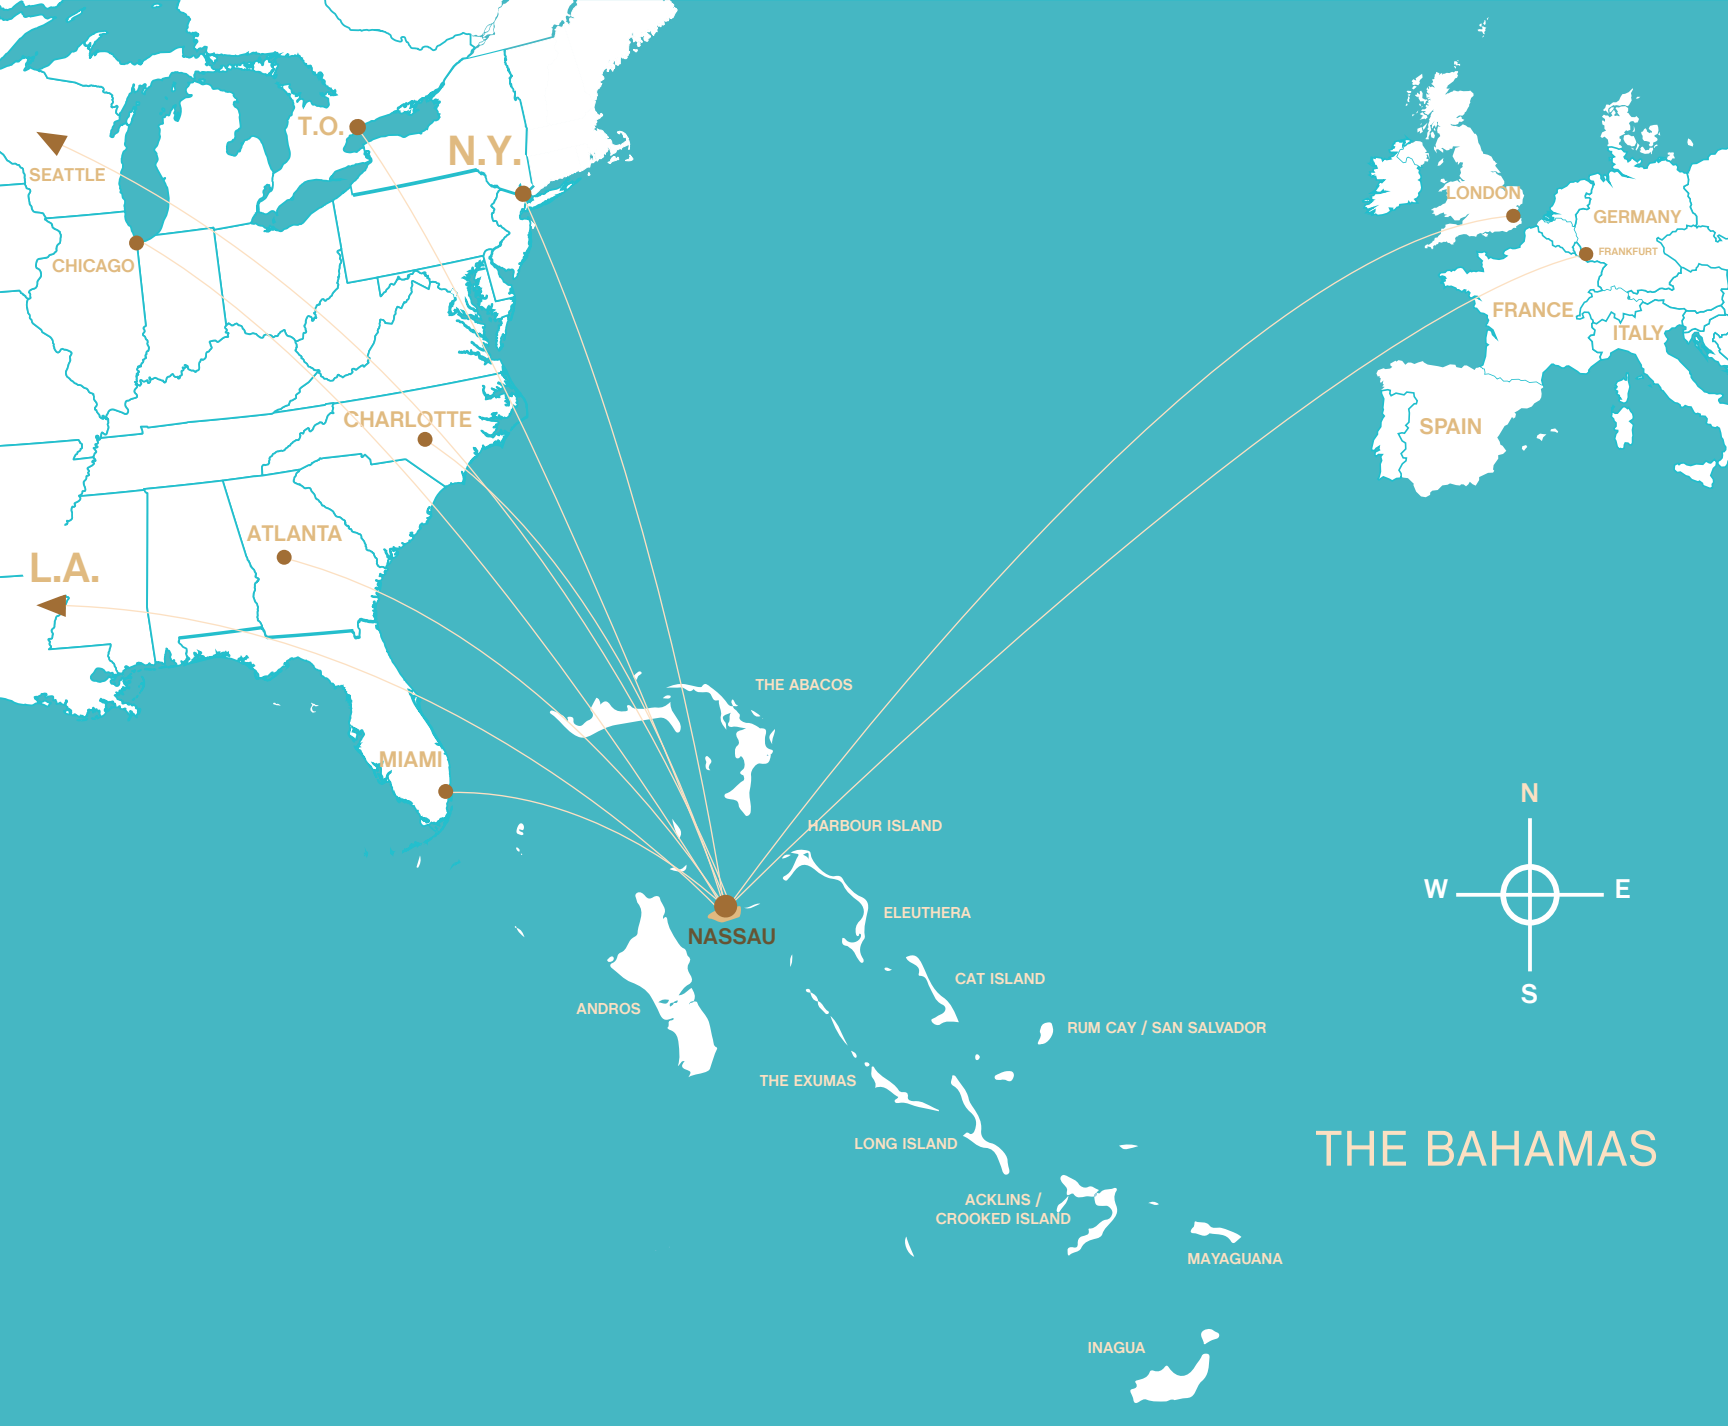 T.O.
N.Y.
SEATTLE
CHICAGO
LONDON
GERMANY
FRANKFURT
FRANCE
ITALY
SPAIN
CHARLOTTE
ATLANTA
L.A.
MIAMI
THE ABACOS
HARBOUR ISLAND
ELEUTHERA
NASSAU
CAT ISLAND
ANDROS
RUM CAY / SAN SALVADOR
THE EXUMAS
LONG ISLAND
ACKLINS /
CROOKED ISLAND
MAYAGUANA
INAGUA
N
W
E
S
THE BAHAMAS